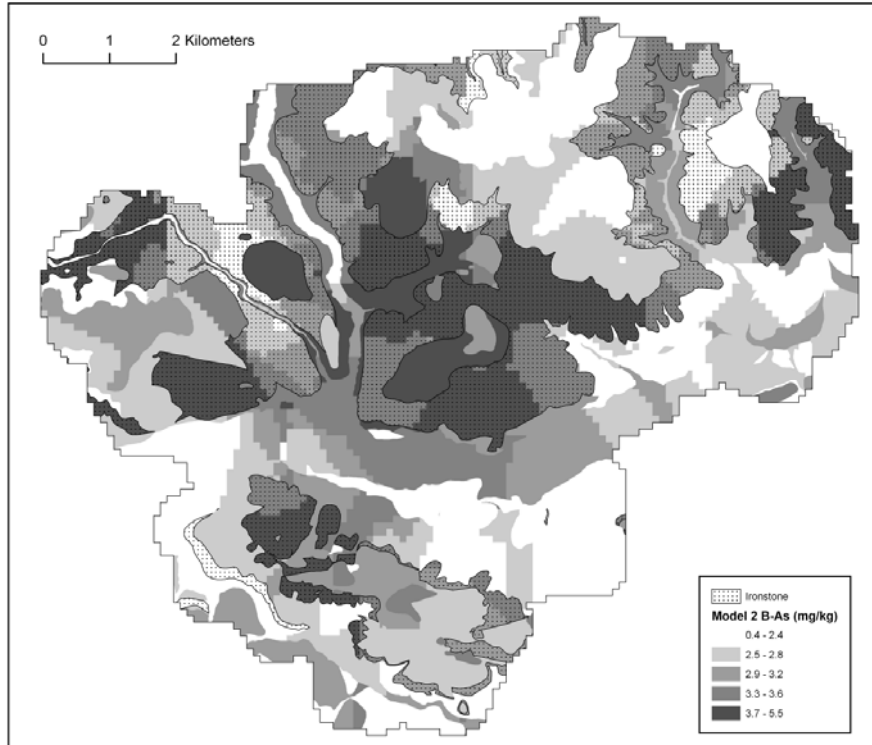 0 1 2 Kilometers
Ironstone
Model 2 B-As (mg/kg)
0.4 - 2.4
2.5 - 2.8
2.9 - 3.2
3.3 - 3.6
3.7 - 5.5